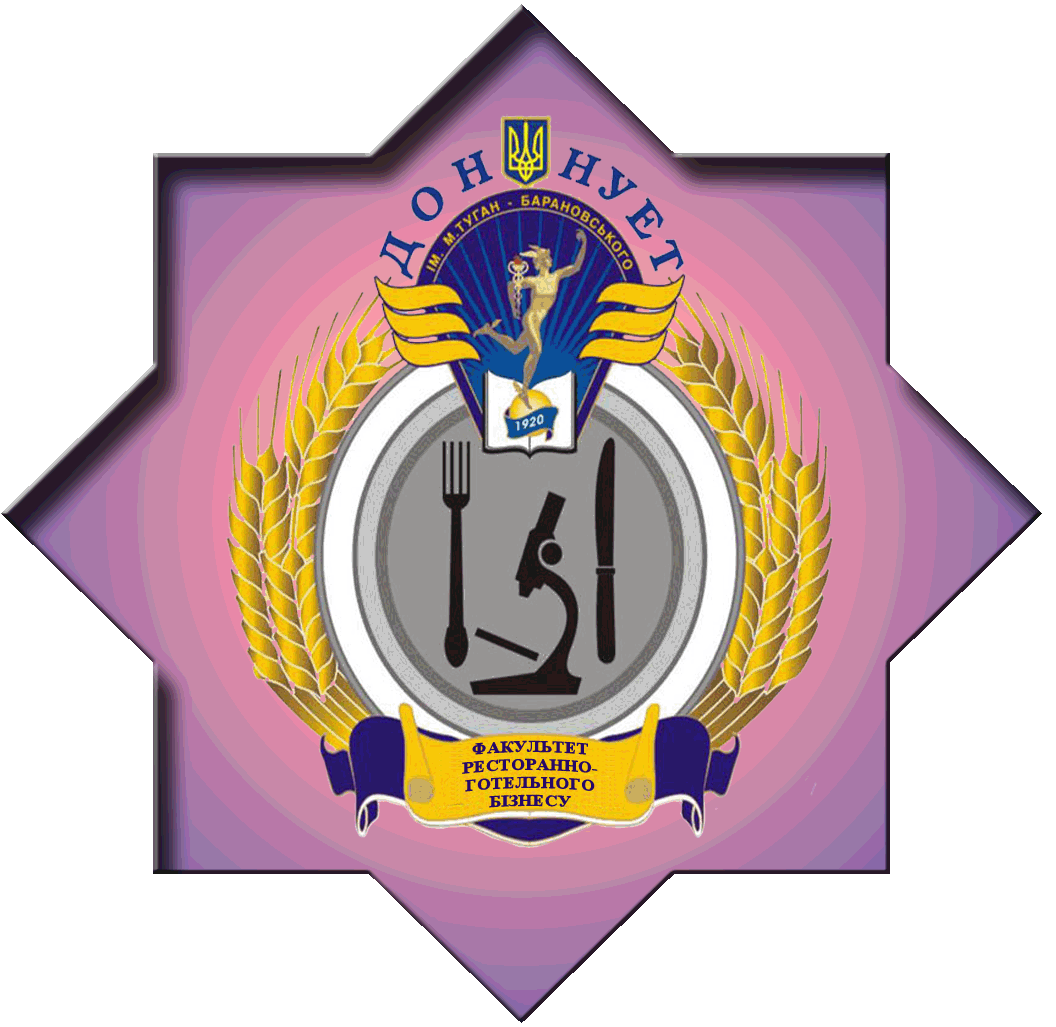 ДОН НУЕТ
ІМ. М.ТУГАН - БАРАНОВСЬКОГО
1920
ФАКУЛЬТЕТ
РЕСТОРАННО-
ГОТЕЛЬНОГО
БІЗНЕСУ